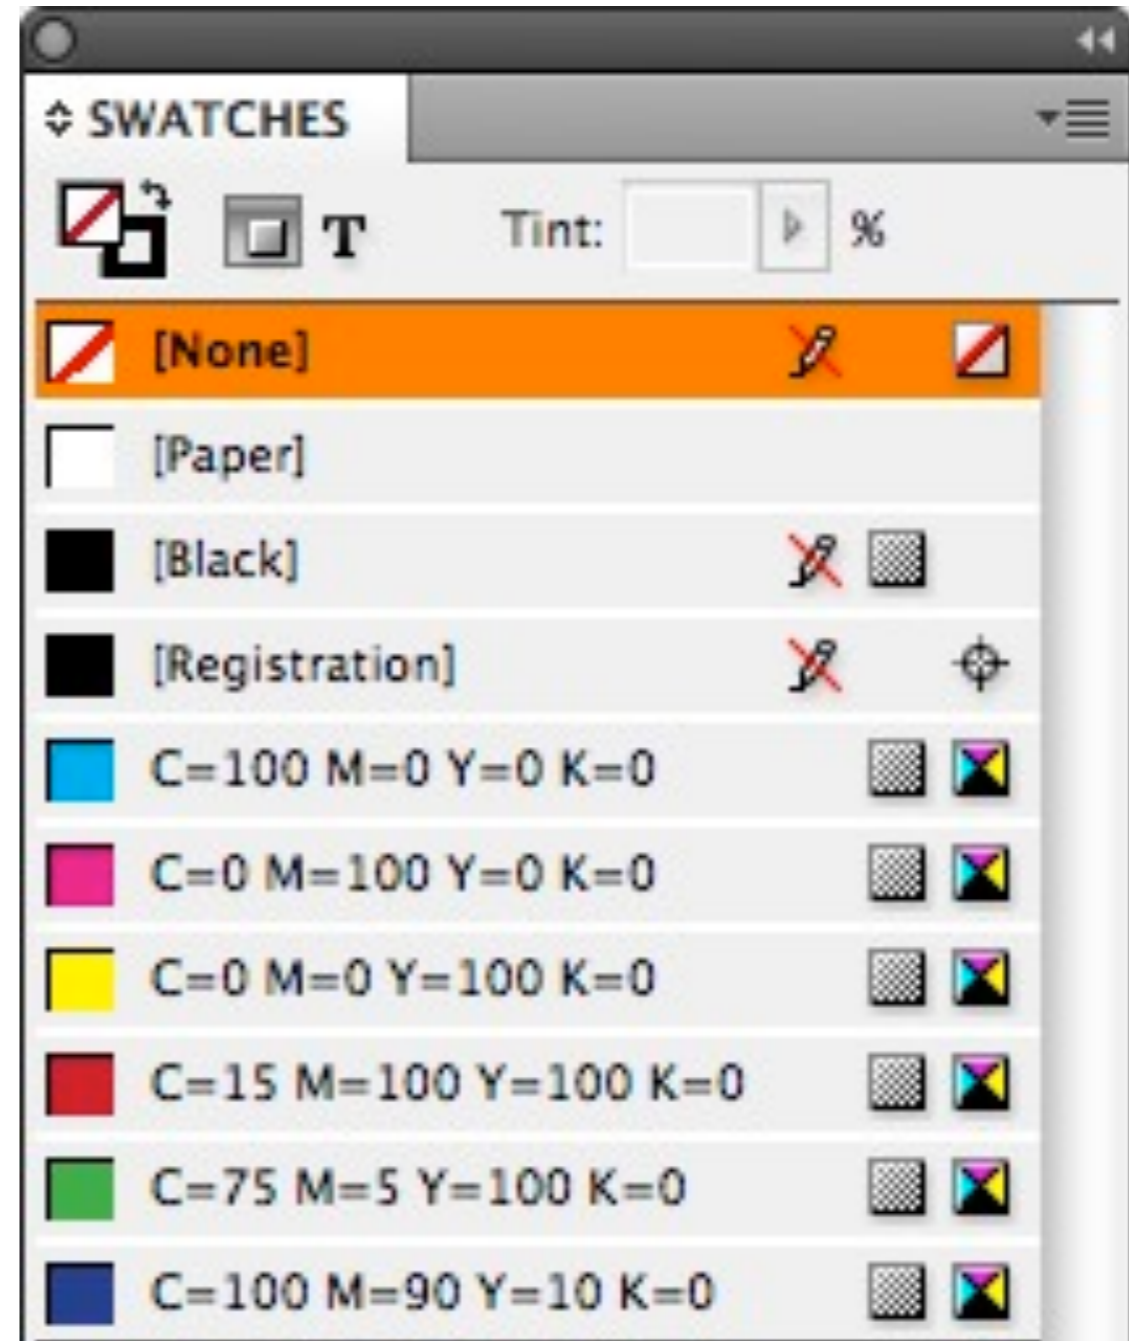 SWATCHES
T Tint: %
[None]
[Paper]
[Black]
[Registration]
C=100 M=0 Y=0 K=0
C=0 M=100 Y=0 K=0
C=0 M=0 Y=100 K=0
C=15 M=100 Y=100 K=0
C=75 M=5 Y=100 K=0
C=100 M=90 Y=10 K=0